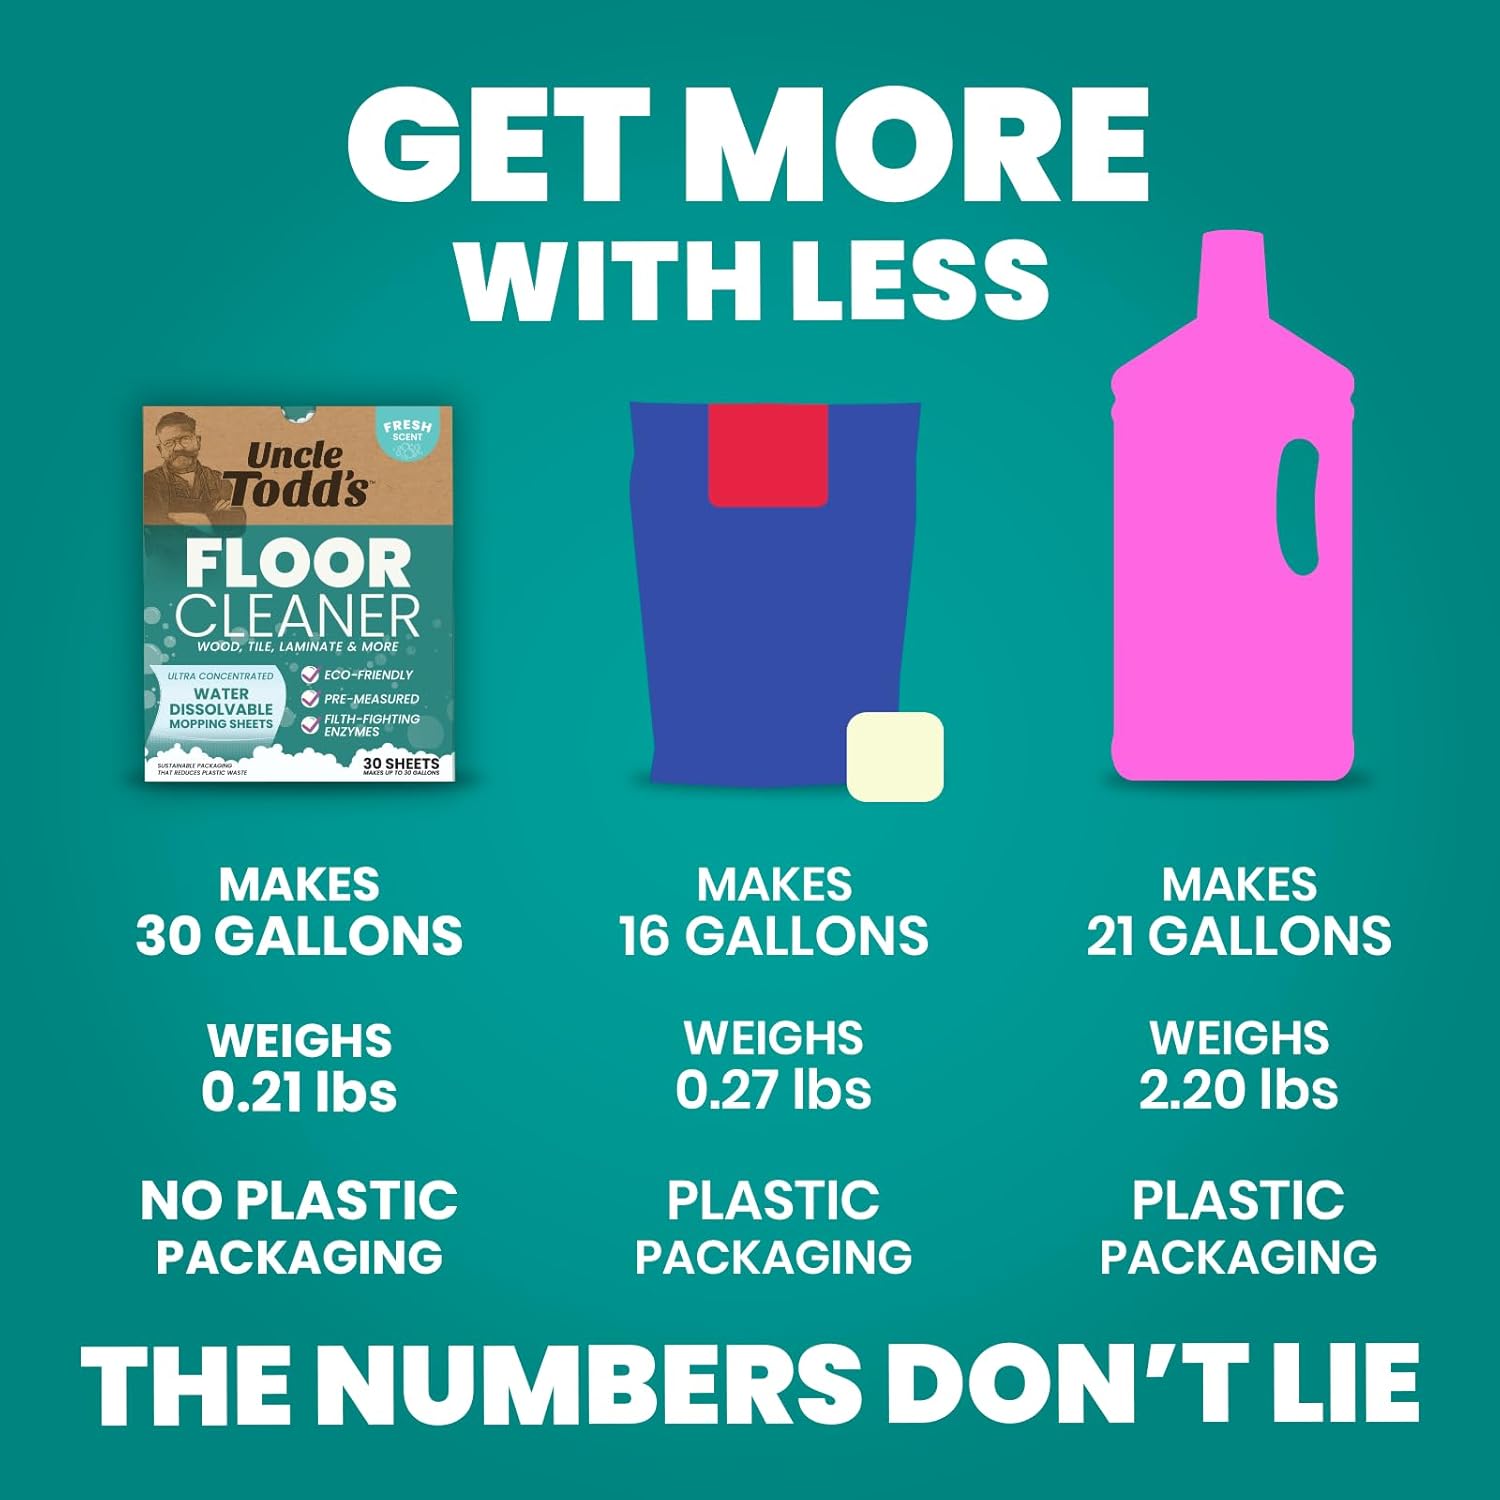 GET MORE
WITH LESS
FRESH
SCENT
Uncle
Todd's™
FLOOR
CLEANER
WOOD, TILE, LAMINATE & MORE
ULTRA CONCENTRATED
WATER
DISSOLVABLE
MOPPING SHEETS
ECO-FRIENDLY
PRE-MEASURED
FILTH-FIGHTING
ENZYMES
SUSTAINABLE PACKAGING
THAT REDUCES PLASTIC WASTE
30 SHEETS
MAKES UP TO 30 GALLONS
MAKES
30 GALLONS
WEIGHS
0.21 lbs
NO PLASTIC
PACKAGING
MAKES
16 GALLONS
WEIGHS
0.27 lbs
PLASTIC
PACKAGING
MAKES
21 GALLONS
WEIGHS
2.20 lbs
PLASTIC
PACKAGING
THE NUMBERS DON'T LIE